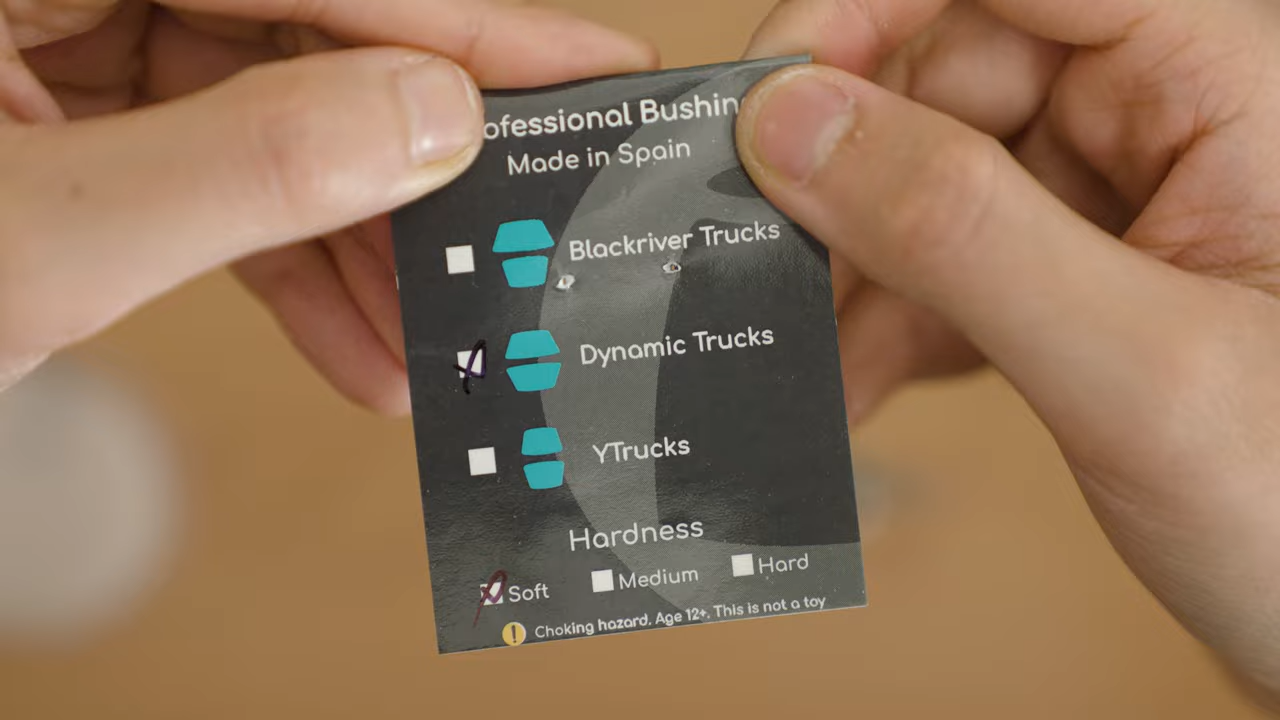 ofessional Bushin
Made in Spain
Blackriver Trucks
Dynamic Trucks
YTrucks
Hardness
Soft Medium Hard
! Choking hazard. Age 12+. This is not a toy